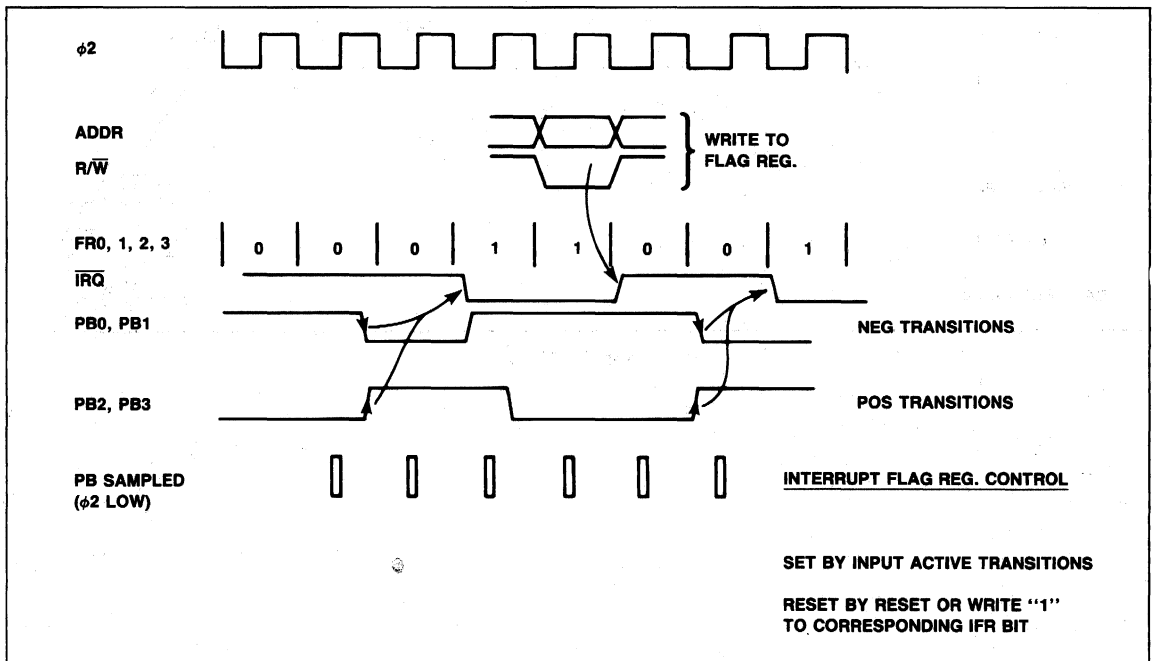 φ2
ADDR
R/W̅
WRITE TO
FLAG REG.
FR0, 1, 2, 3
0 0 0 1 1 0 0 1
I̅R̅Q̅
PB0, PB1
NEG TRANSITIONS
PB2, PB3
POS TRANSITIONS
PB SAMPLED
(φ2 LOW)
INTERRUPT FLAG REG. CONTROL
SET BY INPUT ACTIVE TRANSITIONS
RESET BY RESET OR WRITE "1"
TO CORRESPONDING IFR BIT